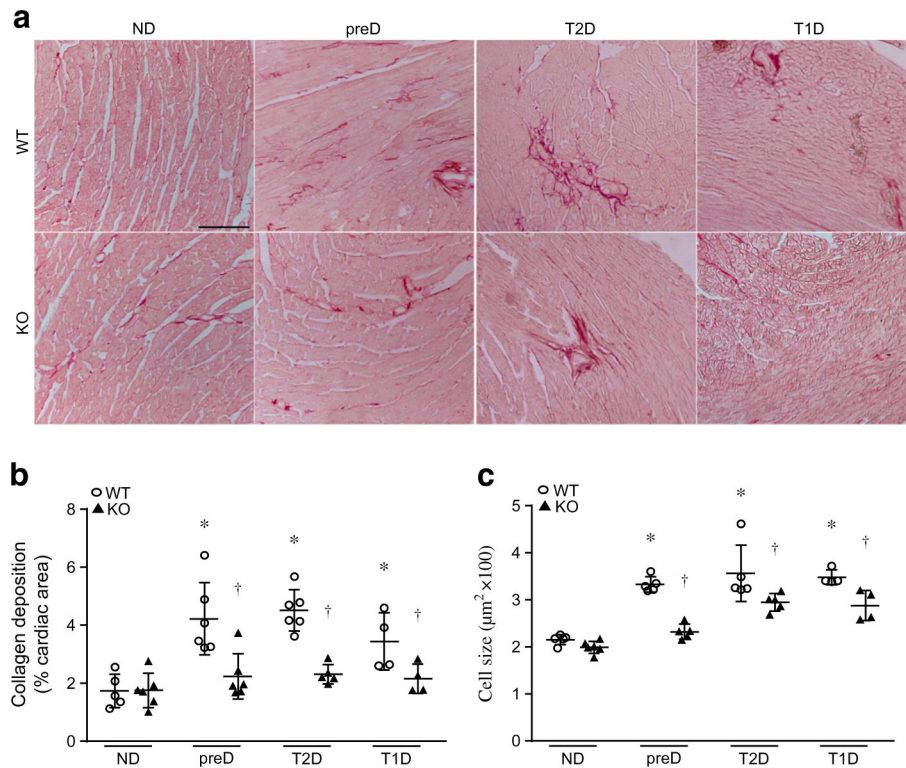 a
ND preD T2D T1D
WT
KO
b
WT
KO
Collagen deposition
(% cardiac area)
8
6
4
2
0
* * *
† † †
ND preD T2D T1D
c
WT
KO
Cell size (μm² ×100)
5
4
3
2
1
0
* * *
† † †
ND preD T2D T1D